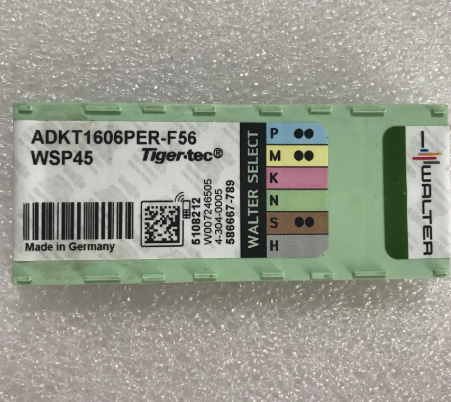 ADKT1606PER-F56
WSP45
Tiger·tec®
Made in Germany
5108212
W007246505
4-304-0005
586667-789
WALTER SELECT
P
M
K
N
S
H
WALTER